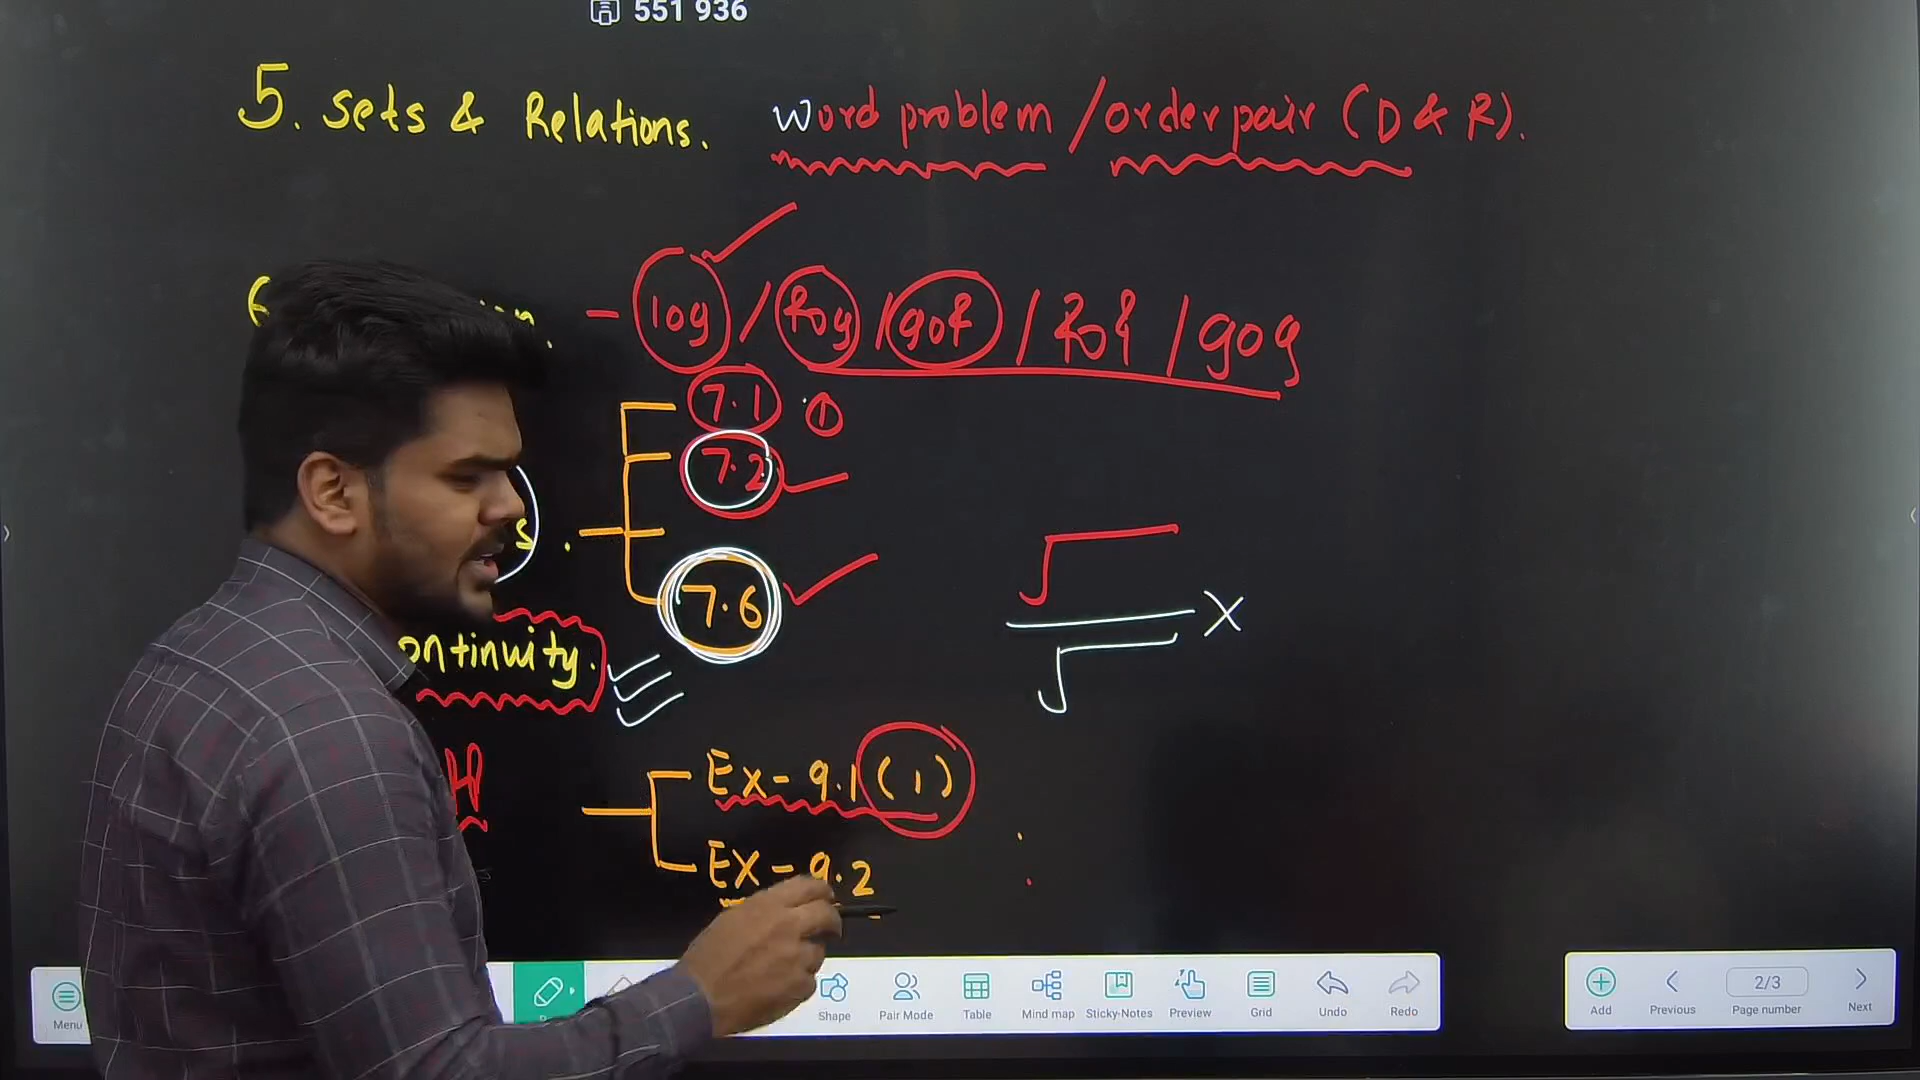 551 936
5. Sets & Relations. word problem / order pair (D & R).
- log / fog / gof / fof / gog
7.1 ①
7.2
7.6
√
√ X
ontinuity.
H
Ex - 9.1 (1)
EX - 9.2
Menu Shape Pair Mode Table Mind map Sticky-Notes Preview Grid Undo Redo Add Previous 2/3 Page number Next